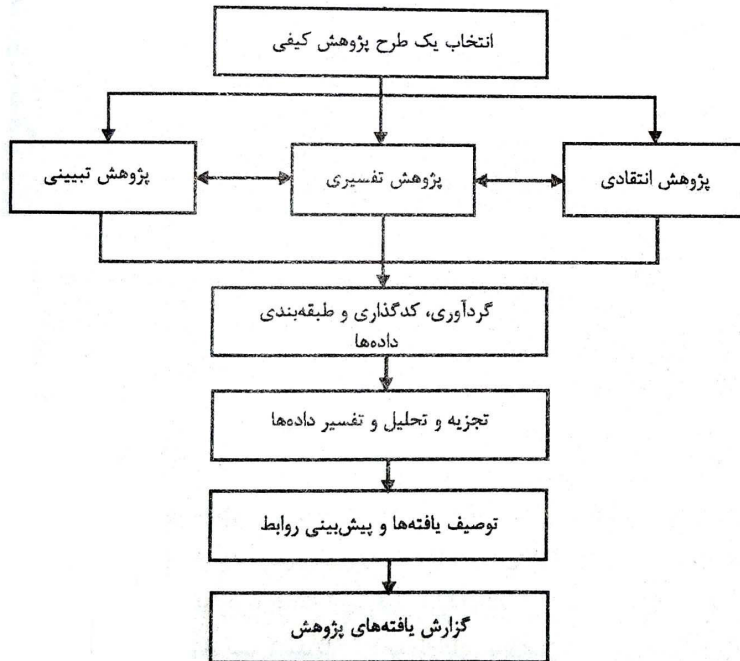 انتخاب یک طرح پژوهش کیفی
پژوهش انتقادی
پژوهش تفسیری
پژوهش تبیینی
گردآوری، کدگذاری و طبقه‌بندی
داده‌ها
تجزیه و تحلیل و تفسیر داده‌ها
توصیف یافته‌ها و پیش‌بینی روابط
گزارش یافته‌های پژوهش